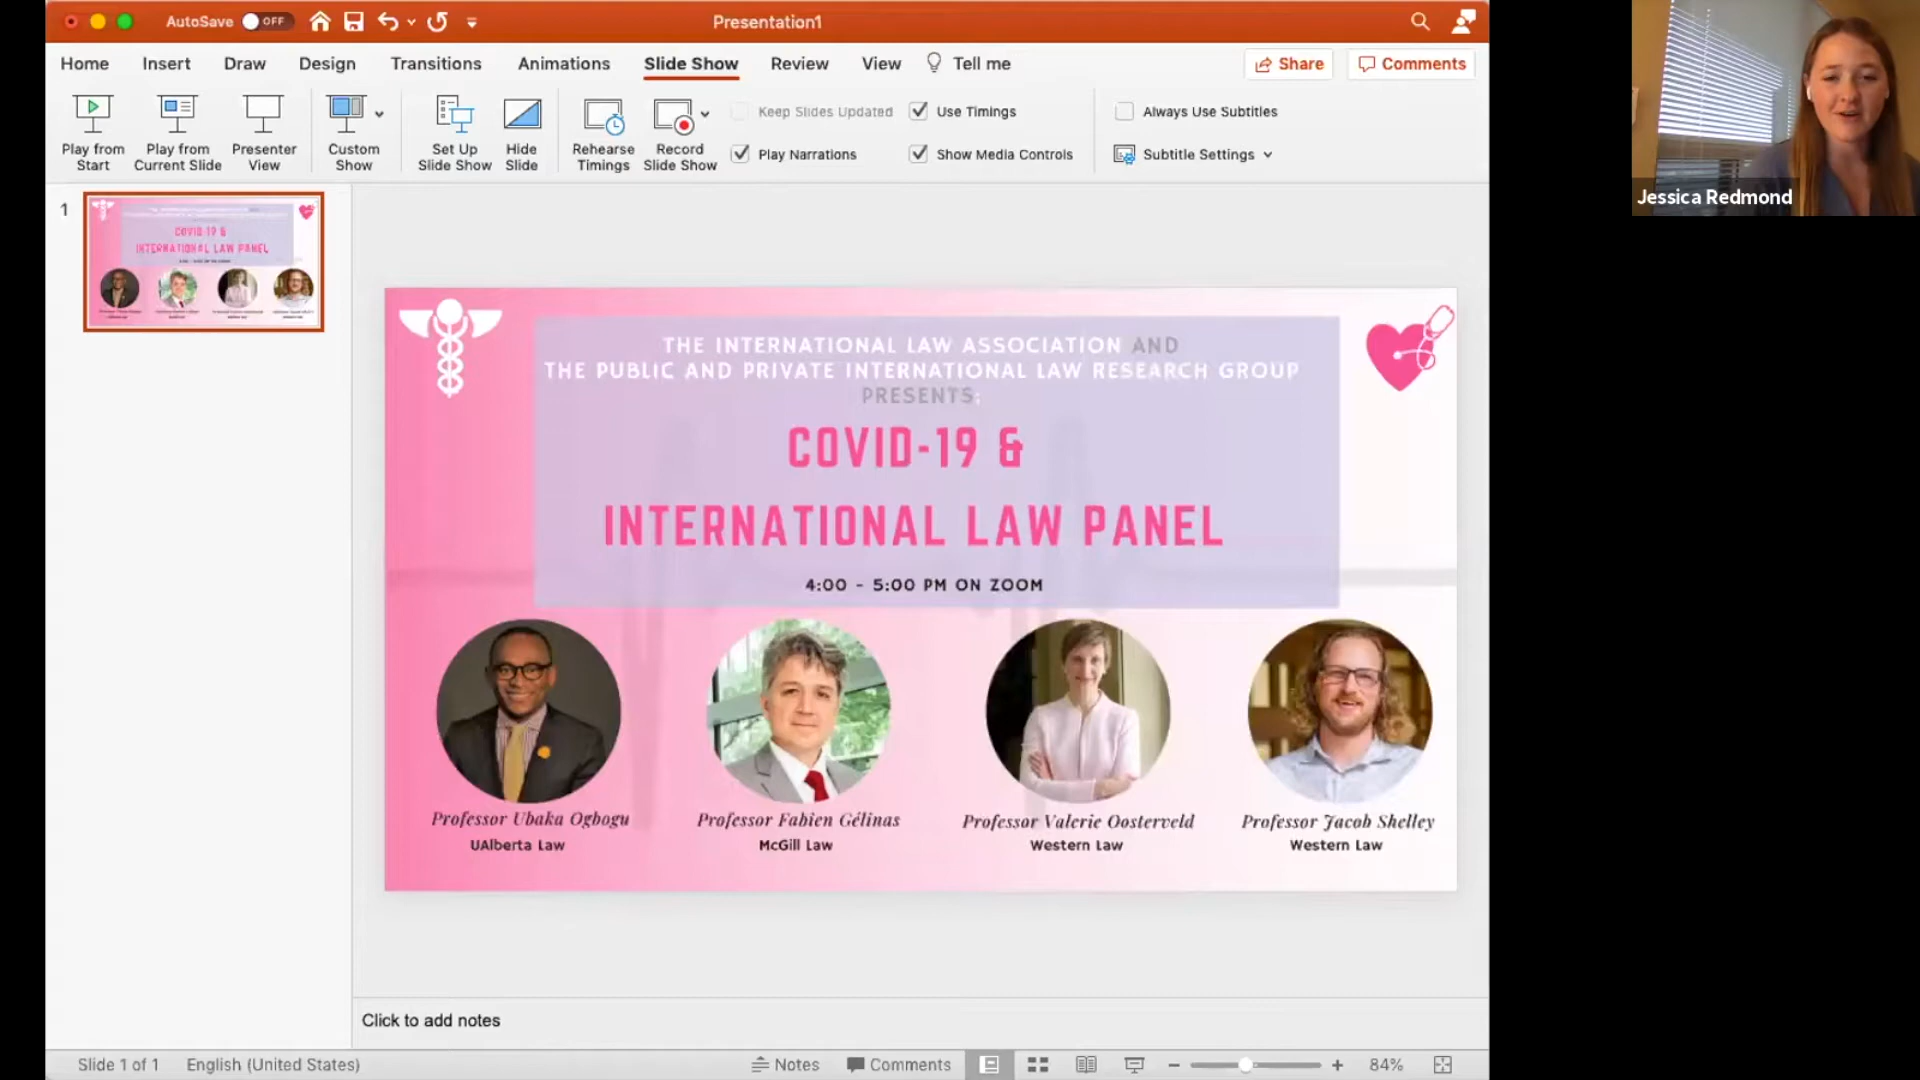 AutoSave OFF
Presentation1
Home Insert Draw Design Transitions Animations Slide Show Review View Tell me
Share Comments
Play from Start
Play from Current Slide
Presenter View
Custom Show
Set Up Slide Show
Hide Slide
Rehearse Timings
Record Slide Show
Keep Slides Updated
Play Narrations
Use Timings
Show Media Controls
Always Use Subtitles
Subtitle Settings
Jessica Redmond
1
COVID-19 &
INTERNATIONAL LAW PANEL
THE INTERNATIONAL LAW ASSOCIATION AND
THE PUBLIC AND PRIVATE INTERNATIONAL LAW RESEARCH GROUP
PRESENTS:
COVID-19 &
INTERNATIONAL LAW PANEL
4:00 - 5:00 PM ON ZOOM
Professor Ubaka Ogbogu
UAlberta Law
Professor Fabien Gélinas
McGill Law
Professor Valerie Oosterveld
Western Law
Professor Jacob Shelley
Western Law
Click to add notes
Slide 1 of 1 English (United States) Notes Comments 84%